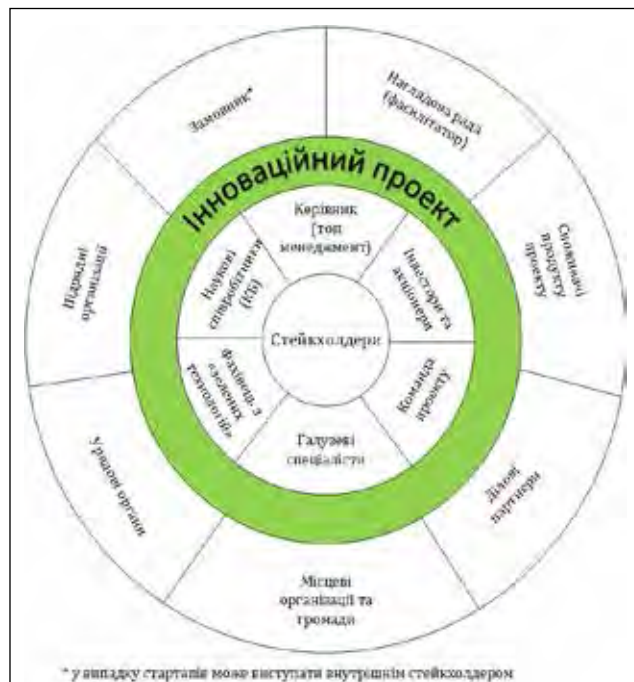 Замовник*
Наглядова рада
(фасилітатор)
Споживачі
продукту
проекту
Ділові
партнери
Місцеві
організації та
громади
Урядові органи
Підрядні
організації
Інноваційний проект
Керівник
(топ
менеджмент)
Інвестори та
акціонери
Команда
проекту
Галузеві
спеціалісти
фахівець з
«зелених
технологій»
Наукові
співробітники
(КБ)
Стейкхолдери
* у випадку стартапів може виступати внутрішнім стейкхолдером